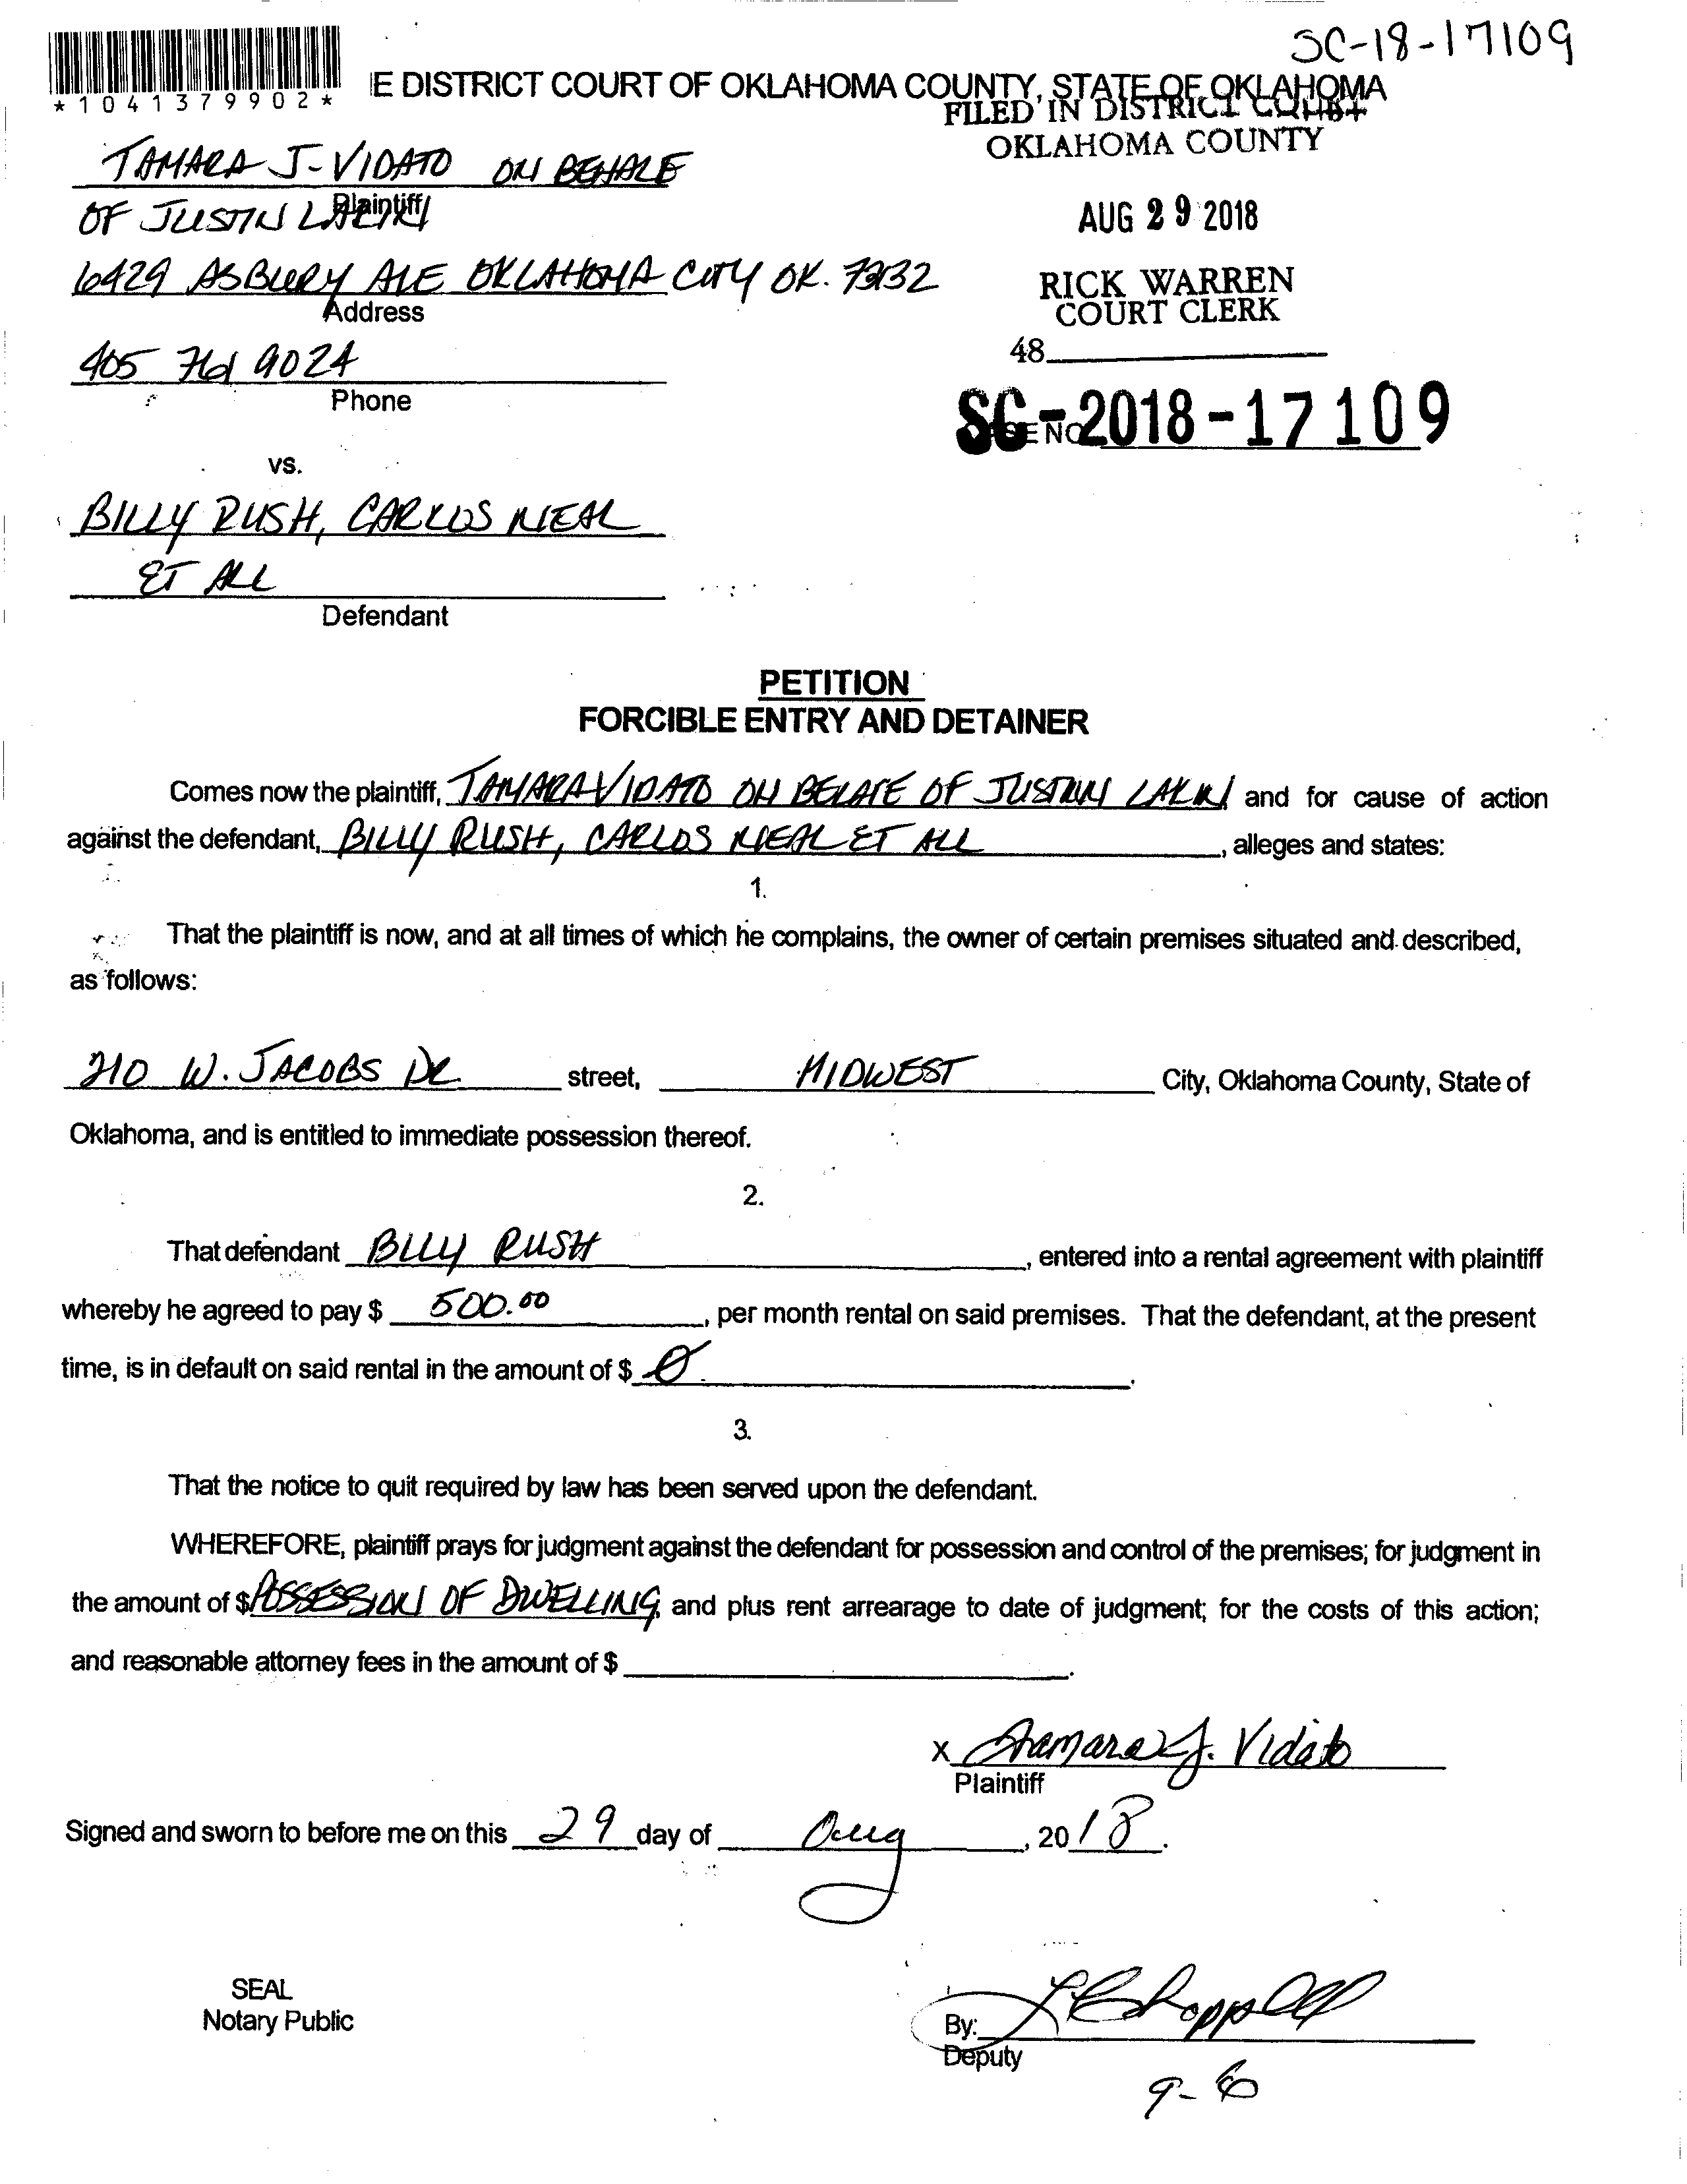 SC-18-17109
*1041379902*
E DISTRICT COURT OF OKLAHOMA COUNTY, STATE OF OKLAHOMA
FILED IN DISTRICT COURT
OKLAHOMA COUNTY
TAMARA J. VIDATO ON BEHALF
Plaintiff
OF JUSTIN LAKIN
AUG 29 2018
6429 ASBURY AVE OKLAHOMA CITY OK. 73132
Address
RICK WARREN
COURT CLERK
48
405 761 9024
Phone
SC-2018-17109
vs.
BILLY RUSH, CARLOS NEAL
ET ALL
Defendant
PETITION
FORCIBLE ENTRY AND DETAINER
Comes now the plaintiff, TAMARA VIDATO ON BELAFE OF JUSTIN LAKIN and for cause of action
against the defendant, BILLY RUSH, CARLOS NEAL ET ALL, alleges and states:
1.
That the plaintiff is now, and at all times of which he complains, the owner of certain premises situated and described,
as follows:
210 W. JACOBS DR. street, MIDWEST City, Oklahoma County, State of
Oklahoma, and is entitled to immediate possession thereof.
2.
That defendant BILLY RUSH, entered into a rental agreement with plaintiff
whereby he agreed to pay $ 500.00, per month rental on said premises. That the defendant, at the present
time, is in default on said rental in the amount of $ 0.
3.
That the notice to quit required by law has been served upon the defendant.
WHEREFORE, plaintiff prays for judgment against the defendant for possession and control of the premises; for judgment in
the amount of $ POSSESSION OF DWELLING, and plus rent arrearage to date of judgment; for the costs of this action;
and reasonable attorney fees in the amount of $ .
x Tamara J. Vidato
Plaintiff
Signed and sworn to before me on this 29 day of Aug, 2018.
SEAL
Notary Public
By:
Deputy
9-6